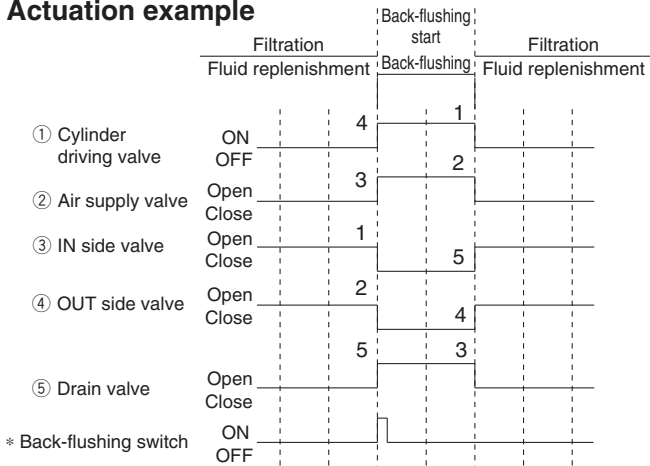 Actuation example
Back-flushing
start
Filtration
Filtration
Fluid replenishment
Back-flushing
Fluid replenishment
① Cylinder
driving valve
ON
OFF
4
1
② Air supply valve
Open
Close
3
2
③ IN side valve
Open
Close
1
5
④ OUT side valve
Open
Close
2
4
⑤ Drain valve
Open
Close
5
3
* Back-flushing switch
ON
OFF